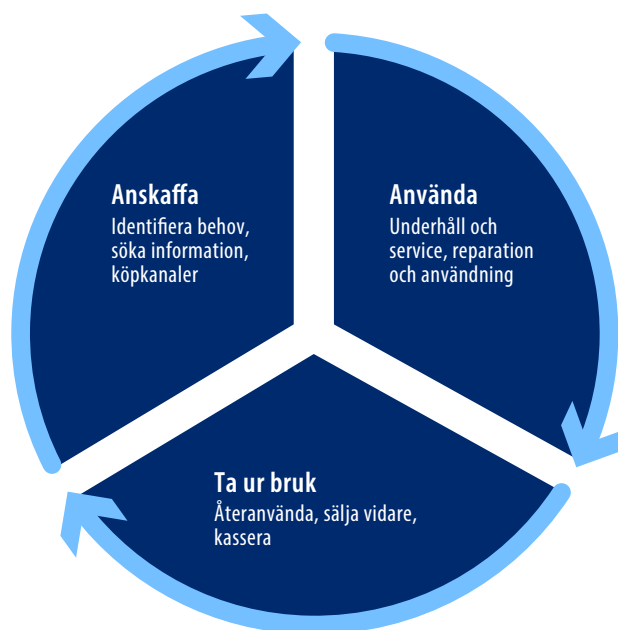 Anskaffa
Identifiera behov,
söka information,
köpkanaler
Använda
Underhåll och
service, reparation
och användning
Ta ur bruk
Återanvända, sälja vidare,
kassera